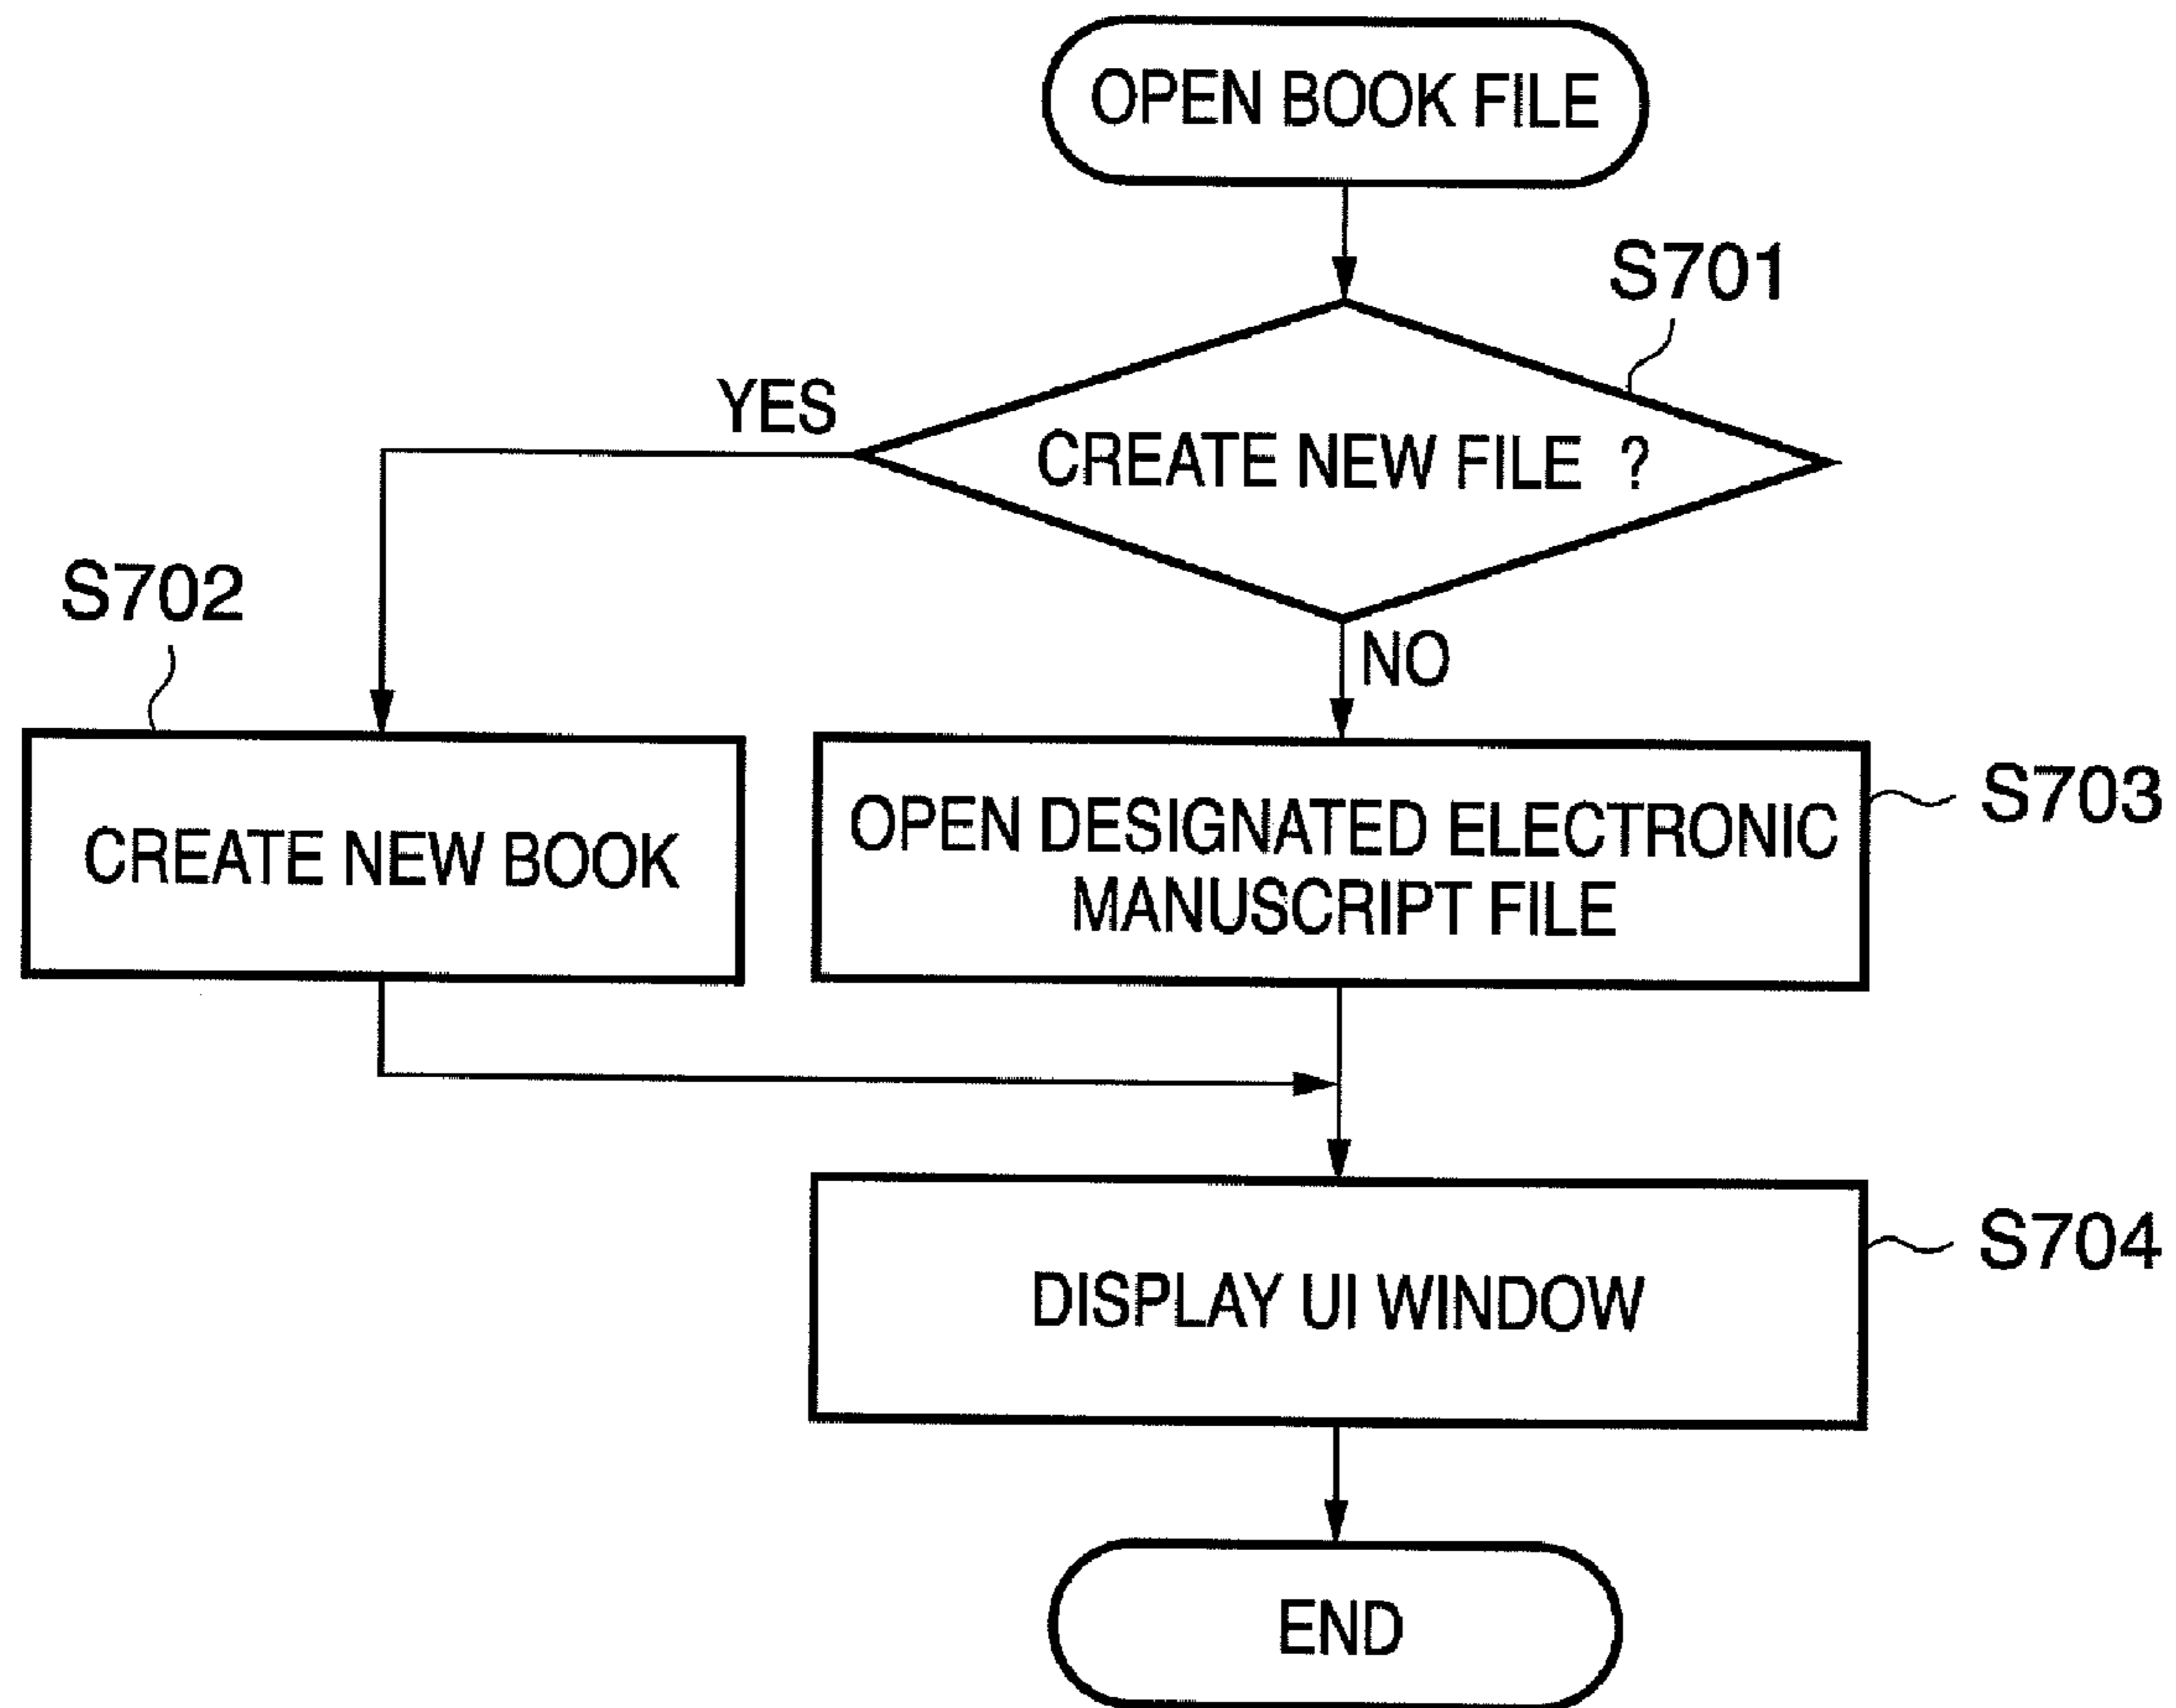 OPEN BOOK FILE
S701
YES
CREATE NEW FILE ?
S702
NO
S703
CREATE NEW BOOK
OPEN DESIGNATED ELECTRONIC
MANUSCRIPT FILE
S704
DISPLAY UI WINDOW
END